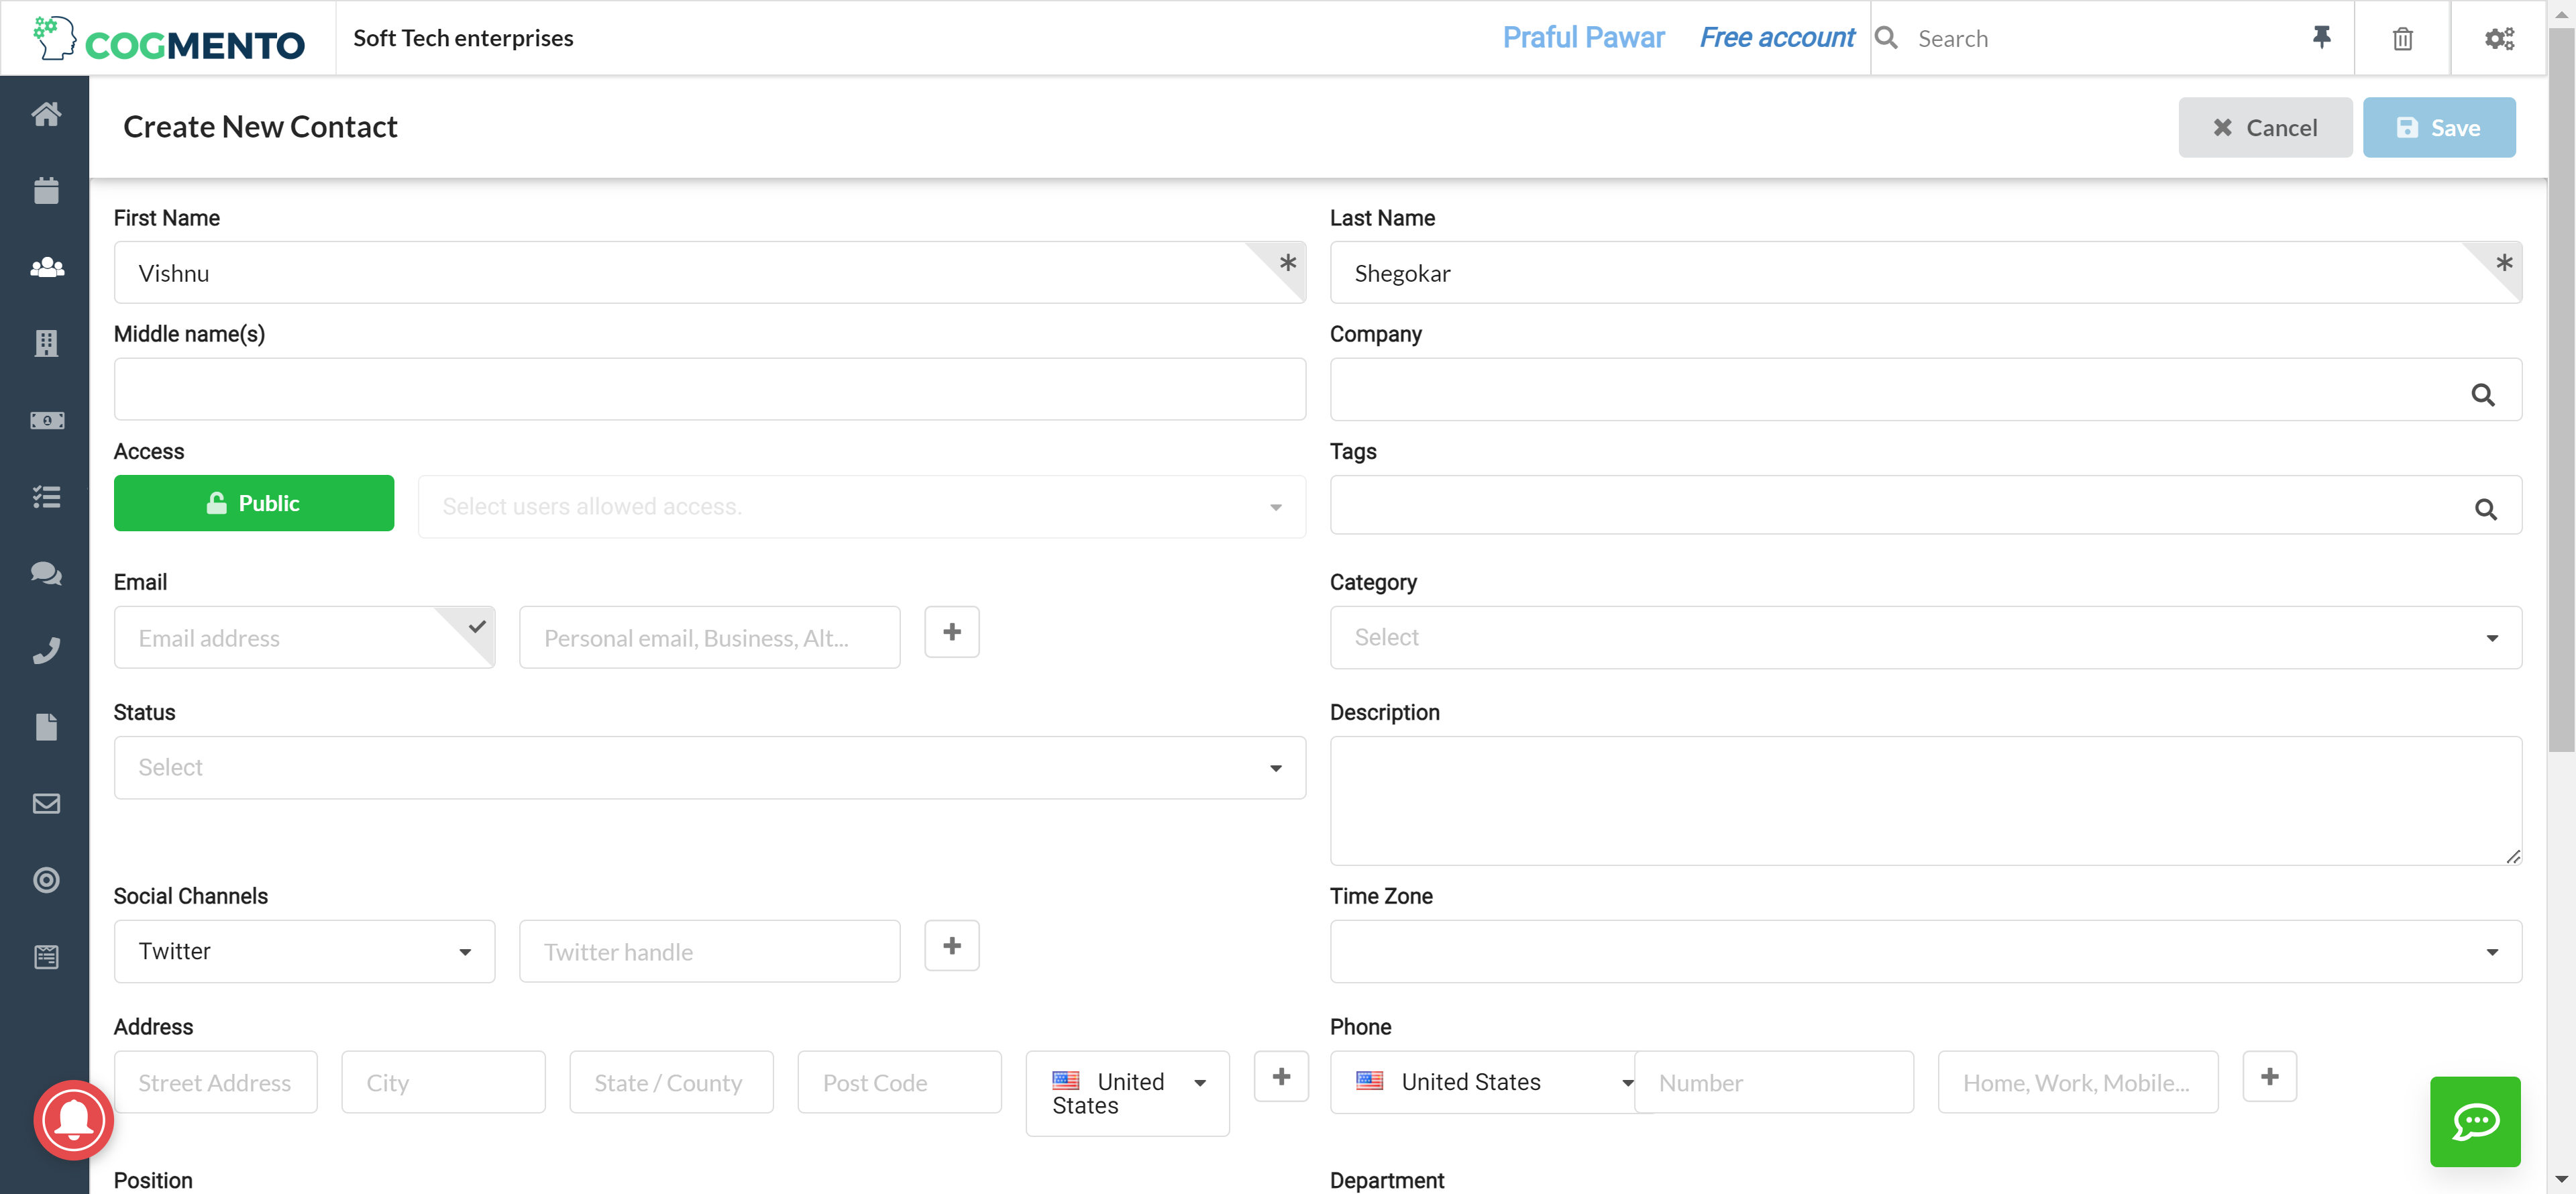 COGMENTO
Soft Tech enterprises
Praful Pawar
Free account
Search
Create New Contact
Cancel
Save
First Name
Last Name
Vishnu
Shegokar
Middle name(s)
Company
Access
Tags
Public
Select users allowed access.
Email
Category
Email address
Personal email, Business, Alt...
Select
Status
Description
Select
Social Channels
Time Zone
Twitter
Twitter handle
Address
Phone
Street Address
City
State / County
Post Code
United
States
United States
Number
Home, Work, Mobile...
Position
Department